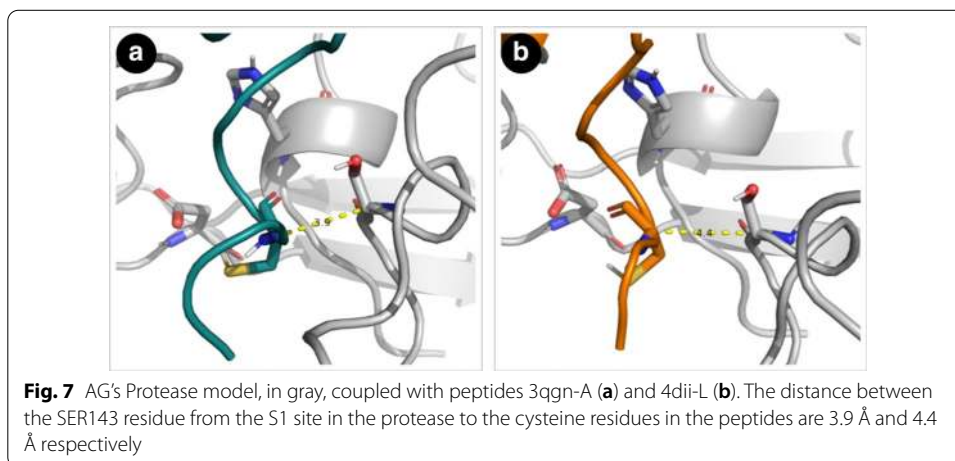 a
b
3.9
4.4
Fig. 7 AG's Protease model, in gray, coupled with peptides 3qgn-A (a) and 4dii-L (b). The distance between
the SER143 residue from the S1 site in the protease to the cysteine residues in the peptides are 3.9 Å and 4.4
Å respectively